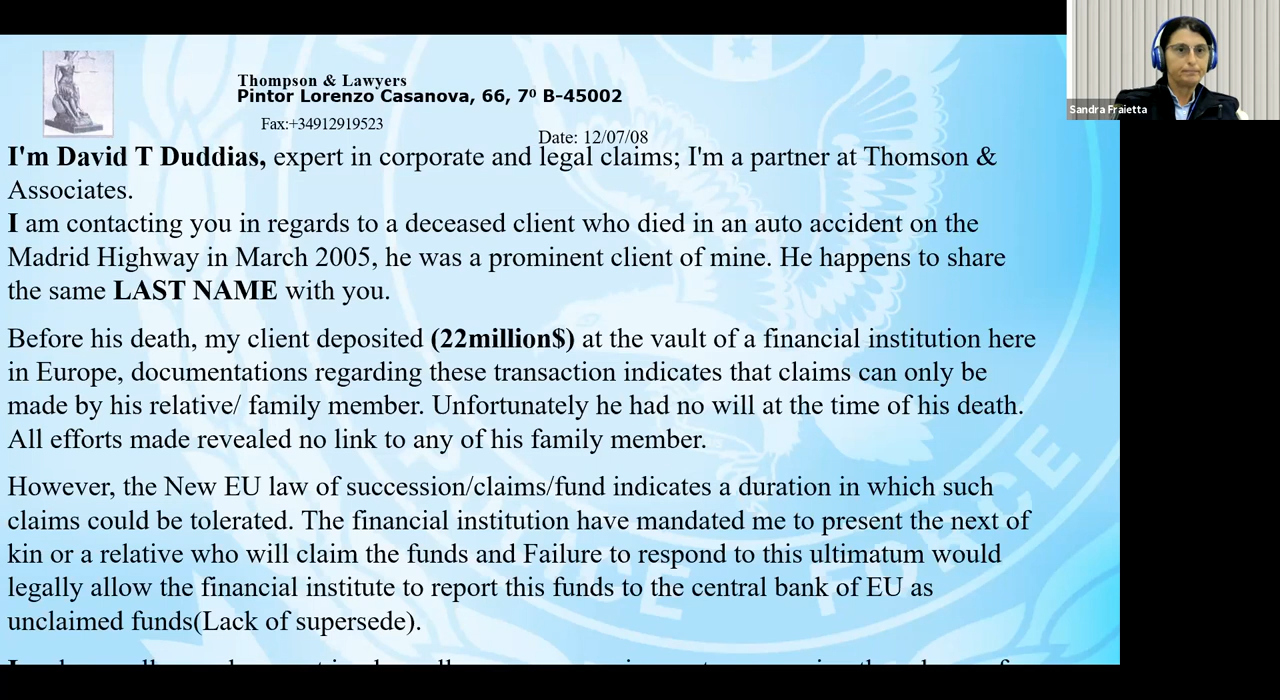 Thompson & Lawyers
Pintor Lorenzo Casanova, 66, 7⁰ B-45002
Fax:+34912919523
Date: 12/07/08
Sandra Fraietta
I'm David T Duddias, expert in corporate and legal claims; I'm a partner at Thomson &
Associates.
I am contacting you in regards to a deceased client who died in an auto accident on the
Madrid Highway in March 2005, he was a prominent client of mine. He happens to share
the same LAST NAME with you.
Before his death, my client deposited (22million$) at the vault of a financial institution here
in Europe, documentations regarding these transaction indicates that claims can only be
made by his relative/ family member. Unfortunately he had no will at the time of his death.
All efforts made revealed no link to any of his family member.
However, the New EU law of succession/claims/fund indicates a duration in which such
claims could be tolerated. The financial institution have mandated me to present the next of
kin or a relative who will claim the funds and Failure to respond to this ultimatum would
legally allow the financial institute to report this funds to the central bank of EU as
unclaimed funds(Lack of supersede).